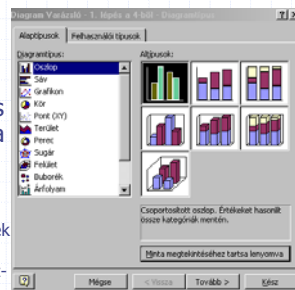 Diagram Varázsló - 1. lépés a 4-ből - Diagramtípus
Alaptípusok
Felhasználói típusok
Diagramtípus:
Altípusok:
Oszlop
Sáv
Grafikon
Kör
Pont (XY)
Terület
Perec
Sugár
Felület
Buborék
Árfolyam
Csoportosított oszlop. Értékeket hasonlít
össze kategóriák mentén.
Minta megtekintéséhez tartsa lenyomva
Mégse
< Vissza
Tovább >
Kész